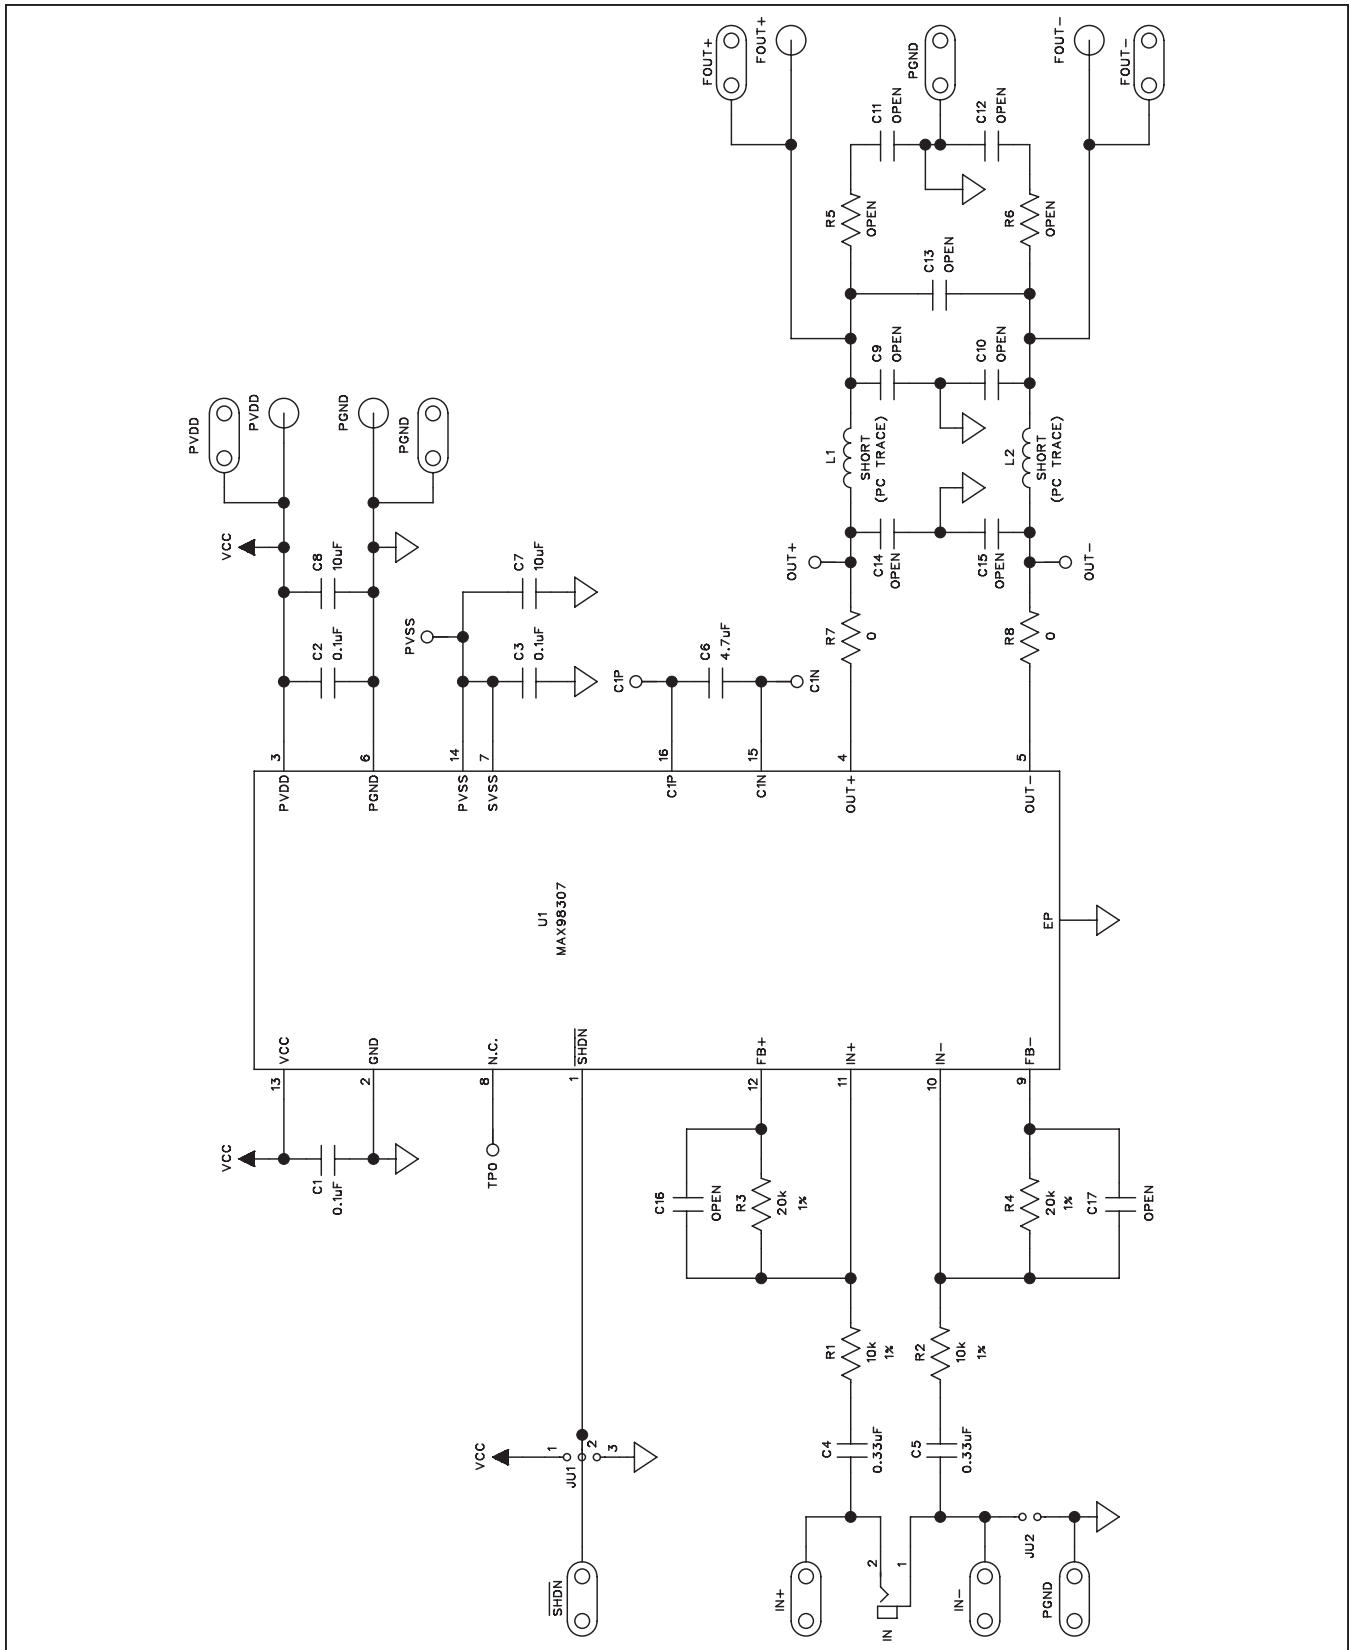 FOUT+
FOUT+
PGND
FOUT-
FOUT-
C11
OPEN
C12
OPEN
R5
OPEN
R6
OPEN
C13
OPEN
C9
OPEN
C10
OPEN
L1
SHORT
(PC TRACE)
L2
SHORT
(PC TRACE)
OUT+
C14
OPEN
C15
OPEN
OUT-
R7
0
R8
0
PVDD
PVDD
PGND
PGND
VCC
C8
10uF
C2
0.1uF
PVSS
C7
10uF
C3
0.1uF
C1P
C6
4.7uF
C1N
3
6
14
7
16
15
4
5
PVDD
PGND
PVSS
SVSS
C1P
C1N
OUT+
OUT-
U1
MAX98307
EP
VCC
GND
N.C.
SHDN
FB+
IN+
IN-
FB-
13
2
8
1
12
11
10
9
VCC
C1
0.1uF
TP0
C16
OPEN
R3
20k
1%
R4
20k
1%
C17
OPEN
R1
10k
1%
R2
10k
1%
VCC
1
2
3
JU1
C4
0.33uF
C5
0.33uF
SHDN
IN+
2
1
IN
IN-
JU2
PGND